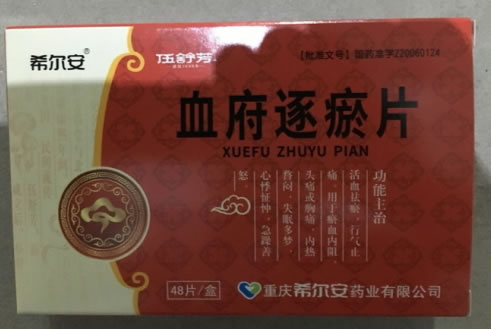 希尔安®
伍舒芳
【批准文号】国药准字Z20060124
血府逐瘀片
XUEFU ZHUYU PIAN
功能主治
活血祛瘀，行气止
痛。用于瘀血内阻，
头痛或胸痛，内热
瞀闷，失眠多梦，
心悸怔忡，急躁善
怒。
48片/盒
重庆希尔安药业有限公司